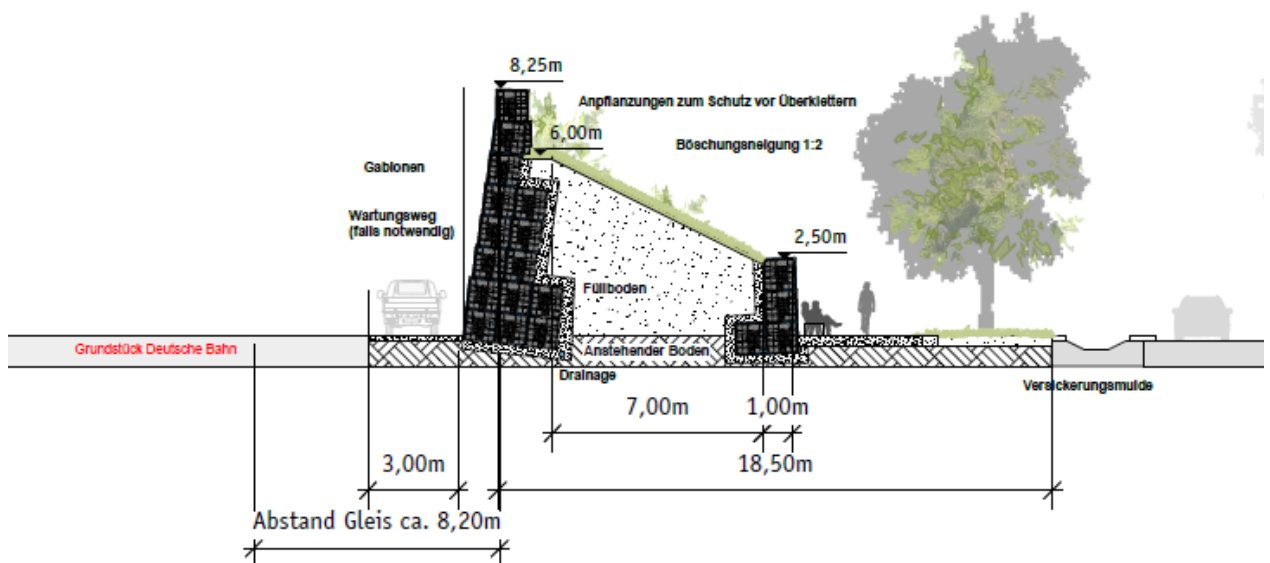 8,25m
Anpflanzungen zum Schutz vor Überklettern
6,00m
Böschungsneigung 1:2
Gabionen
Wartungsweg
(falls notwendig)
2,50m
Füllboden
Grundstück Deutsche Bahn
Anstehender Boden
Drainage
Versickerungsmulde
7,00m
1,00m
3,00m
18,50m
Abstand Gleis ca. 8,20m